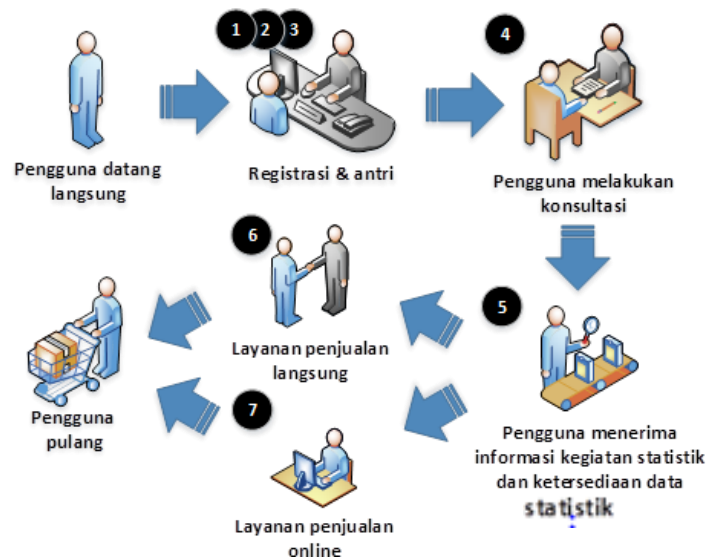 1 2 3
4
Pengguna datang
langsung
Registrasi & antri
Pengguna melakukan
konsultasi
6
5
Layanan penjualan
langsung
Pengguna
pulang
7
Pengguna menerima
informasi kegiatan statistik
dan ketersediaan data
statistik
Layanan penjualan
online